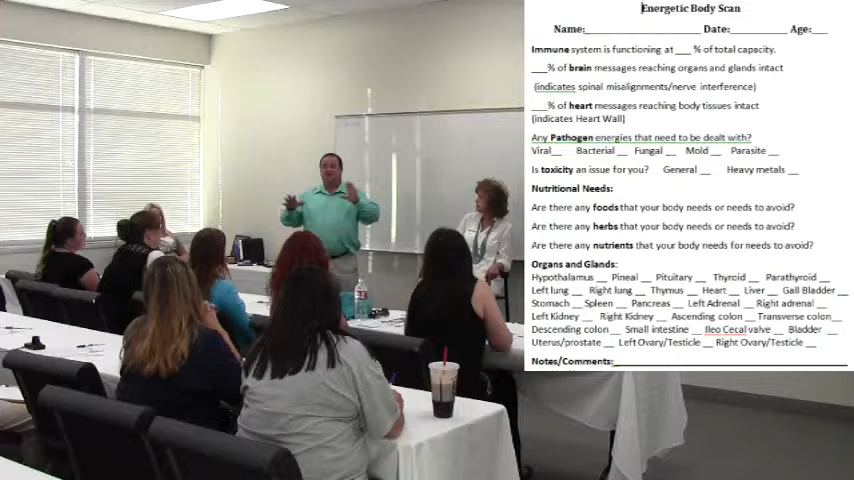 Energetic Body Scan
Name:____________________ Date:__________ Age:___
Immune system is functioning at ___ % of total capacity.
___% of brain messages reaching organs and glands intact
(indicates spinal misalignments/nerve interference)
___% of heart messages reaching body tissues intact
(indicates Heart Wall)
Any Pathogen energies that need to be dealt with?
Viral__ Bacterial __ Fungal __ Mold __ Parasite __
Is toxicity an issue for you? General __ Heavy metals __
Nutritional Needs:
Are there any foods that your body needs or needs to avoid?
Are there any herbs that your body needs or needs to avoid?
Are there any nutrients that your body needs for needs to avoid?
Organs and Glands:
Hypothalamus __ Pineal __ Pituitary __ Thyroid __ Parathyroid __
Left lung __ Right lung __ Thymus __ Heart __ Liver __ Gall Bladder __
Stomach __ Spleen __ Pancreas __ Left Adrenal __ Right adrenal __
Left Kidney __ Right Kidney __ Ascending colon __ Transverse colon__
Descending colon __ Small intestine __ Ileo Cecal valve __ Bladder __
Uterus/prostate __ Left Ovary/Testicle __ Right Ovary/Testicle __
Notes/Comments:________________________________